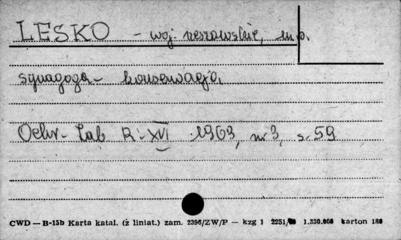 LESKO - woj. rzeszowskie, m.p.
synagoga - konserwacja.
Ochr. Zab. R. XVI 1963, nr 3, s. 59
CWD — B-15b Karta katal. (z liniat.) zam. 2396/ZW/P — kzg 1 2251/ 1.330.000 karton 180